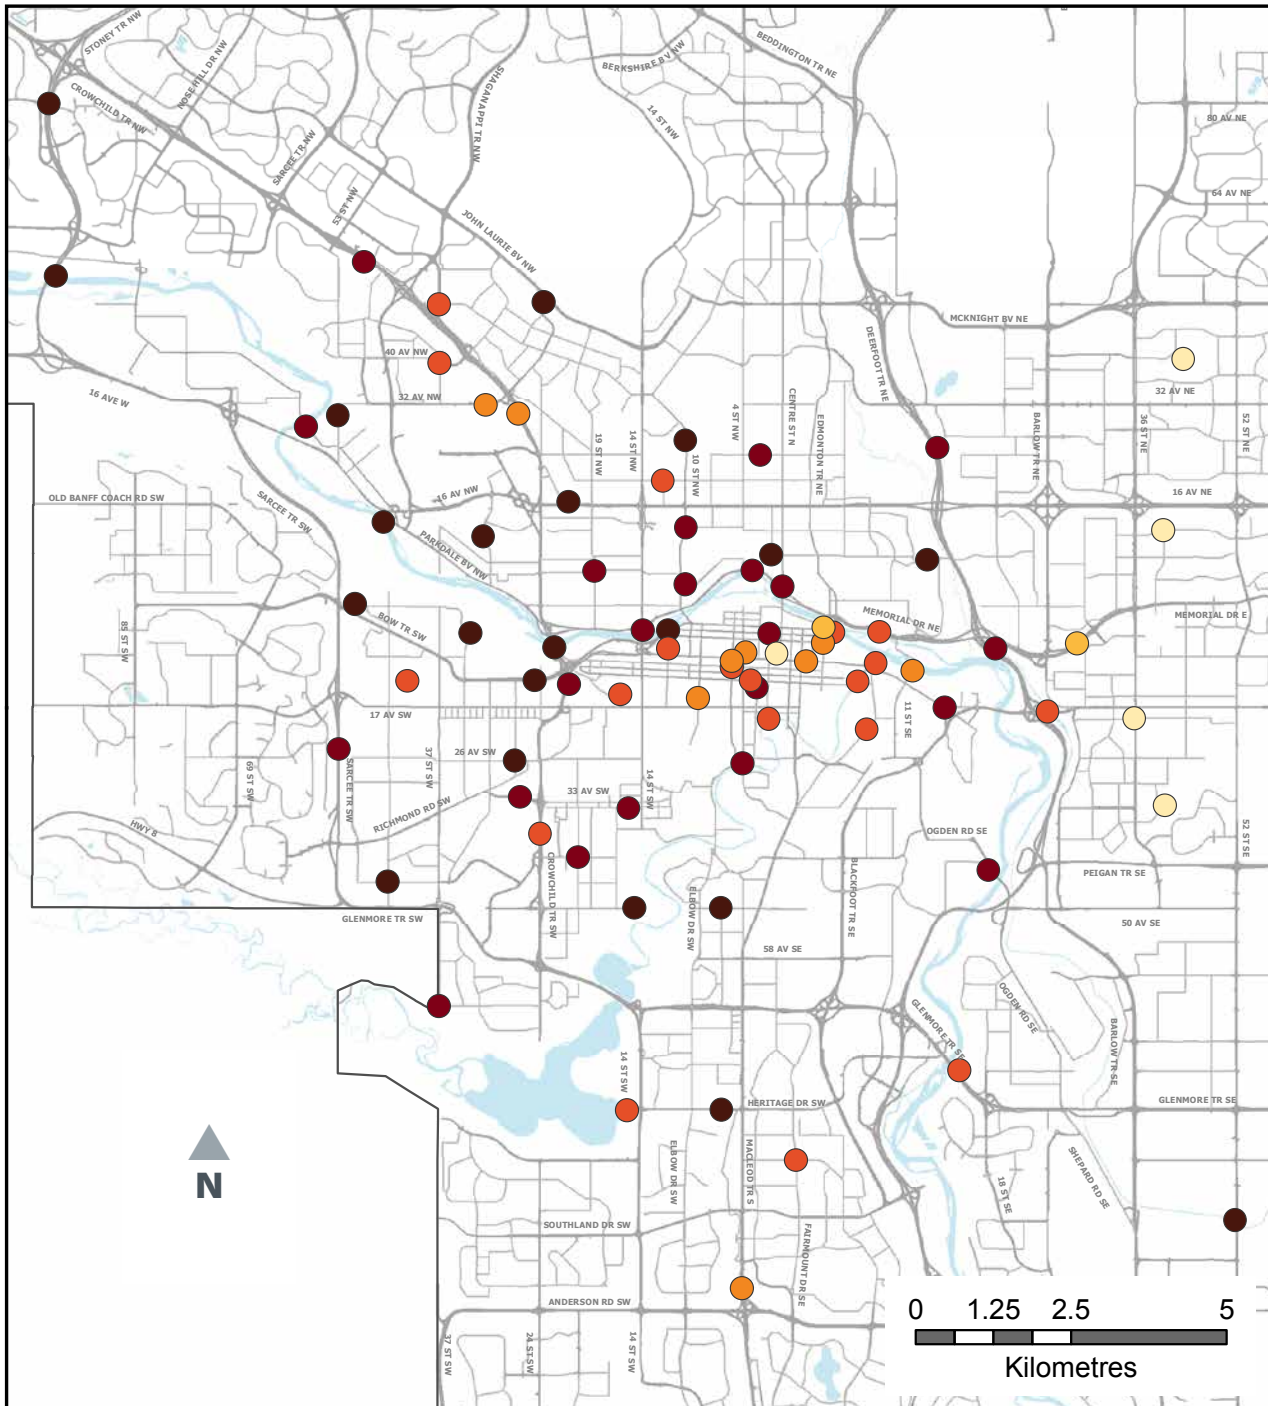 STONEY TR NW
NOSE HILL DR NW
CROWCHILD TR NW
SARCEE TR NW
53 ST NW
SHAGANAPPI TR NW
JOHN LAURIE BV NW
BERKSHIRE BV NW
14 ST NW
BEDDINGTON TR NE
80 AV NE
64 AV NE
MCKNIGHT BV NE
DEERFOOT TR NE
40 AV NW
32 AV NW
32 AV NE
16 AVE W
19 ST NW
14 ST NW
10 ST NW
4 ST NW
CENTRE ST N
EDMONTON TR NE
BARLOW TR NE
36 ST NE
52 ST NE
OLD BANFF COACH RD SW
SARCEE TR SW
16 AV NW
16 AV NE
PARKDALE BV NW
BOW TR SW
MEMORIAL DR NE
MEMORIAL DR E
85 ST SW
69 ST SW
17 AV SW
37 ST SW
26 AV SW
SARCEE TR SW
RICHMOND RD SW
33 AV SW
14 ST SW
11 ST SE
HWY 8
CROWCHILD TR SW
ELBOW DR SW
BLACKFOOT TR SE
OGDEN RD SE
PEIGAN TR SE
52 ST SE
GLENMORE TR SW
50 AV SE
58 AV SE
GLENMORE TR SE
OGDEN RD SE
BARLOW TR SE
14 ST SW
HERITAGE DR SW
GLENMORE TR SE
ELBOW DR SW
MACLEOD TR S
18 ST SE
SHEPARD RD SE
N
SOUTHLAND DR SW
FAIRMOUNT DR SE
ANDERSON RD SW
37 ST SW
24 ST SW
14 ST SW
0 1.25 2.5 5
Kilometres